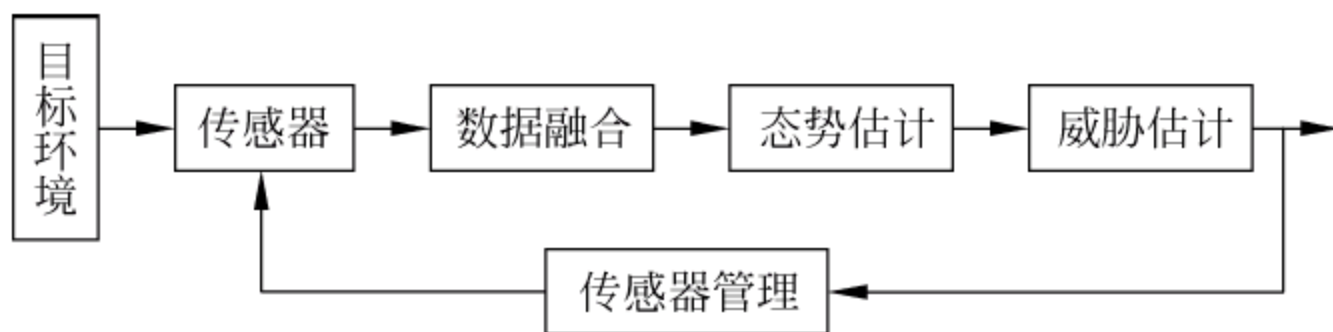 目标环境
传感器
数据融合
态势估计
威胁估计
传感器管理